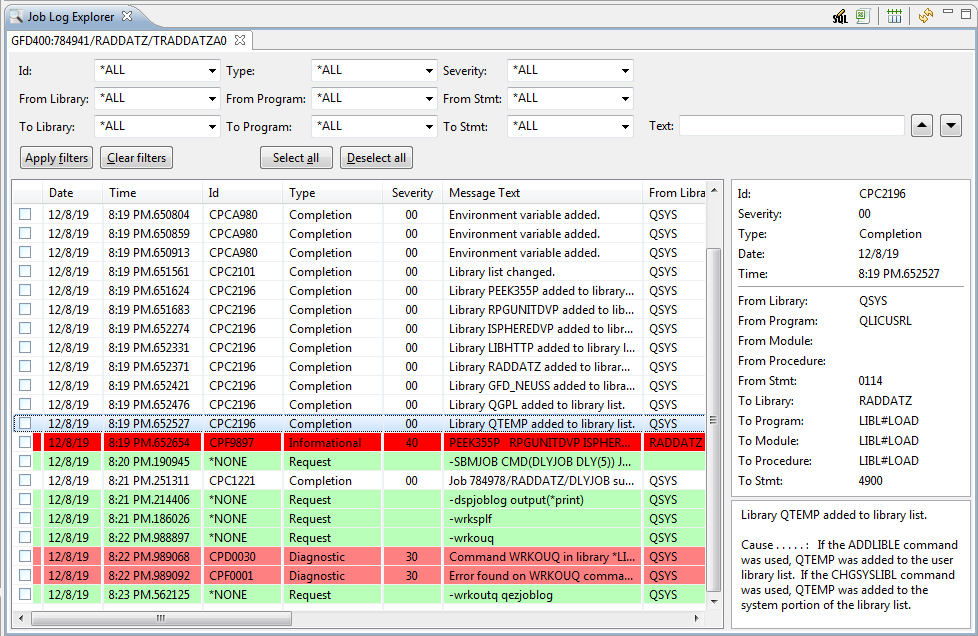 Job Log Explorer
SQL
GFD400:784941/RADDATZ/TRADDATZA0
Id: *ALL Type: *ALL Severity: *ALL
From Library: *ALL From Program: *ALL From Stmt: *ALL
To Library: *ALL To Program: *ALL To Stmt: *ALL Text:
Apply filters Clear filters Select all Deselect all
Date Time Id Type Severity Message Text From Libra
12/8/19 8:19 PM.650804 CPCA980 Completion 00 Environment variable added. QSYS
12/8/19 8:19 PM.650859 CPCA980 Completion 00 Environment variable added. QSYS
12/8/19 8:19 PM.650913 CPCA980 Completion 00 Environment variable added. QSYS
12/8/19 8:19 PM.651561 CPC2101 Completion 00 Library list changed. QSYS
12/8/19 8:19 PM.651624 CPC2196 Completion 00 Library PEEK355P added to library... QSYS
12/8/19 8:19 PM.651683 CPC2196 Completion 00 Library RPGUNITDVP added to lib... QSYS
12/8/19 8:19 PM.652274 CPC2196 Completion 00 Library ISPHEREDVP added to libr... QSYS
12/8/19 8:19 PM.652331 CPC2196 Completion 00 Library LIBHTTP added to library l... QSYS
12/8/19 8:19 PM.652371 CPC2196 Completion 00 Library RADDATZ added to librar... QSYS
12/8/19 8:19 PM.652421 CPC2196 Completion 00 Library GFD_NEUSS added to libra... QSYS
12/8/19 8:19 PM.652476 CPC2196 Completion 00 Library QGPL added to library list. QSYS
12/8/19 8:19 PM.652527 CPC2196 Completion 00 Library QTEMP added to library list. QSYS
12/8/19 8:19 PM.652654 CPF9897 Informational 40 PEEK355P RPGUNITDVP ISPHER... RADDATZ
12/8/19 8:20 PM.190945 *NONE Request -SBMJOB CMD(DLYJOB DLY(5)) J... QSYS
12/8/19 8:21 PM.251311 CPC1221 Completion 00 Job 784978/RADDATZ/DLYJOB su... QSYS
12/8/19 8:21 PM.214406 *NONE Request -dspjoblog output(*print) QSYS
12/8/19 8:21 PM.186026 *NONE Request -wrksplf QSYS
12/8/19 8:22 PM.988897 *NONE Request -wrkouq QSYS
12/8/19 8:22 PM.989068 CPD0030 Diagnostic 30 Command WRKOUQ in library *LI... QSYS
12/8/19 8:22 PM.989092 CPF0001 Diagnostic 30 Error found on WRKOUQ comma... QSYS
12/8/19 8:23 PM.562125 *NONE Request -wrkoutq qezjoblog QSYS
Id: CPC2196
Severity: 00
Type: Completion
Date: 12/8/19
Time: 8:19 PM.652527
From Library: QSYS
From Program: QLICUSRL
From Module:
From Procedure:
From Stmt: 0114
To Library: RADDATZ
To Program: LIBL#LOAD
To Module: LIBL#LOAD
To Procedure: LIBL#LOAD
To Stmt: 4900
Library QTEMP added to library list.
Cause . . . . . : If the ADDLIBLE command
was used, QTEMP was added to the user
library list. If the CHGSYSLIBL command
was used, QTEMP was added to the
system portion of the library list.